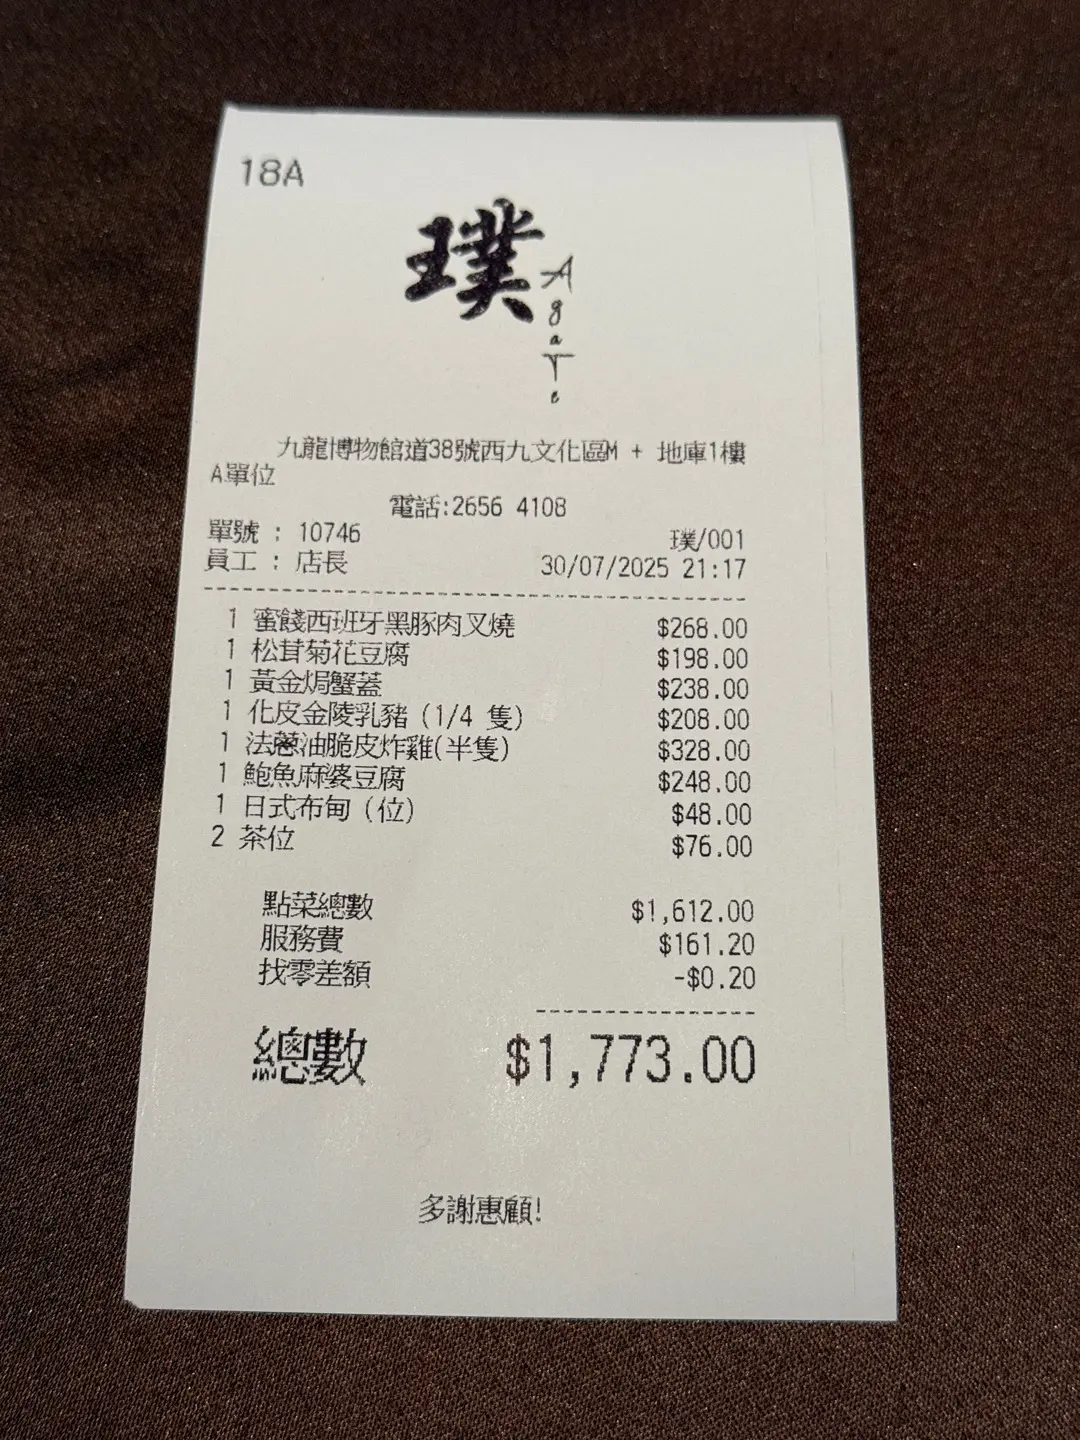 18A
璞
Agate
九龍博物館道38號西九文化區M + 地庫1樓
A單位
電話:2656 4108
單號 : 10746 璞/001
員工 : 店長 30/07/2025 21:17
1 蜜餞西班牙黑豚肉叉燒 $268.00
1 松茸菊花豆腐 $198.00
1 黃金焗蟹蓋 $238.00
1 化皮金陵乳豬 (1/4 隻) $208.00
1 法蔥油脆皮炸雞(半隻) $328.00
1 鮑魚麻婆豆腐 $248.00
1 日式布甸 (位) $48.00
2 茶位 $76.00
點菜總數 $1,612.00
服務費 $161.20
找零差額 -$0.20
總數 $1,773.00
多謝惠顧!